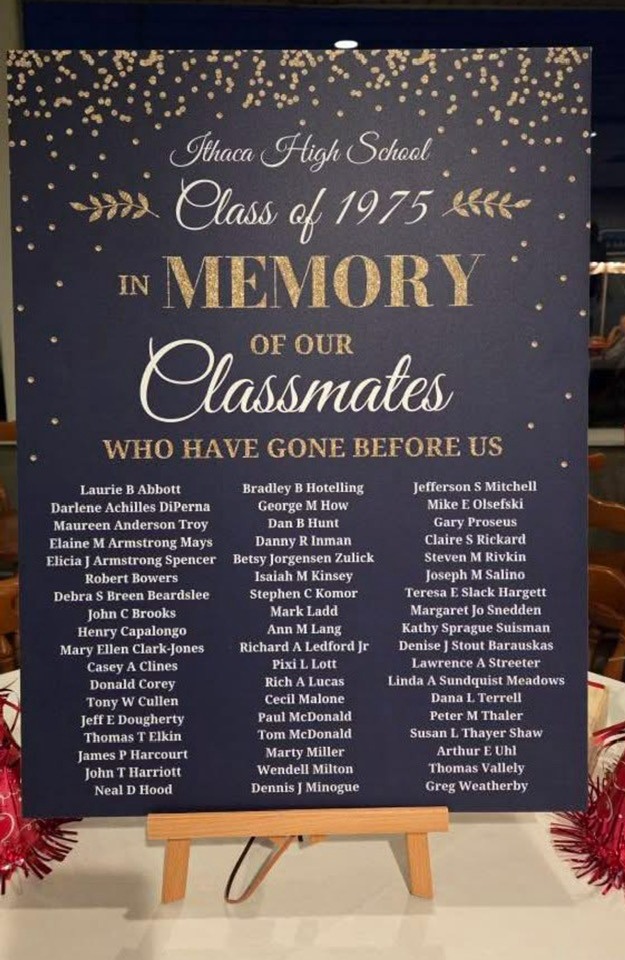 Ithaca High School
Class of 1975
IN MEMORY
OF OUR
Classmates
WHO HAVE GONE BEFORE US
Laurie B Abbott
Darlene Achilles DiPerna
Maureen Anderson Troy
Elaine M Armstrong Mays
Elicia J Armstrong Spencer
Robert Bowers
Debra S Breen Beardslee
John C Brooks
Henry Capalongo
Mary Ellen Clark-Jones
Casey A Clines
Donald Corey
Tony W Cullen
Jeff E Dougherty
Thomas T Elkin
James P Harcourt
John T Harriott
Neal D Hood
Bradley B Hotelling
George M How
Dan B Hunt
Danny R Inman
Betsy Jorgensen Zulick
Isaiah M Kinsey
Stephen C Komor
Mark Ladd
Ann M Lang
Richard A Ledford Jr
Pixi L Lott
Rich A Lucas
Cecil Malone
Paul McDonald
Tom McDonald
Marty Miller
Wendell Milton
Dennis J Minogue
Jefferson S Mitchell
Mike E Olsefski
Gary Proseus
Claire S Rickard
Steven M Rivkin
Joseph M Salino
Teresa E Slack Hargett
Margaret Jo Snedden
Kathy Sprague Suisman
Denise J Stout Barauskas
Lawrence A Streeter
Linda A Sundquist Meadows
Dana L Terrell
Peter M Thaler
Susan L Thayer Shaw
Arthur E Uhl
Thomas Vallely
Greg Weatherby